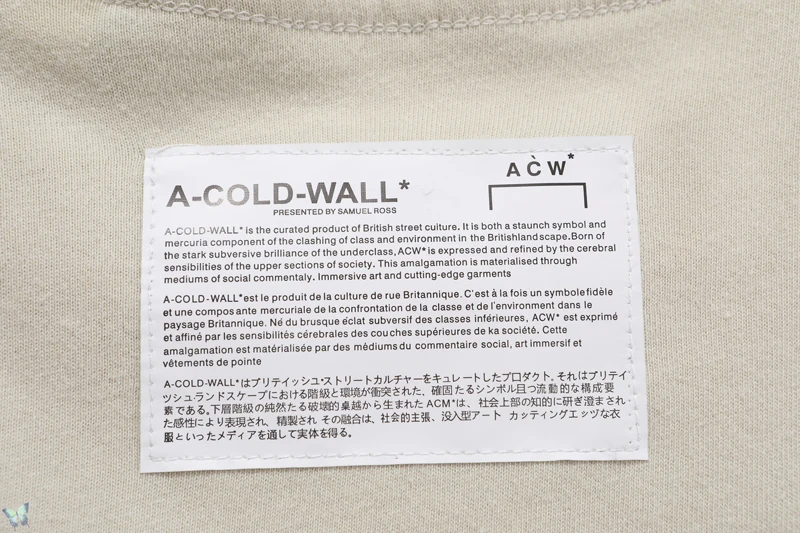 A-COLD-WALL*
PRESENTED BY SAMUEL ROSS
ACW*
A-COLD-WALL* is the curated product of British street culture. It is both a staunch symbol and
mercuria component of the clashing of class and environment in the Britishland scape.Born of
the stark subversive brilliance of the underclass, ACW* is expressed and refined by the cerebral
sensibilities of the upper sections of society. This amalgamation is materialised through
mediums of social commentaly. Immersive art and cutting-edge garments
A-COLD-WALL*est le produit de la culture de rue Britannique. C'est à la fois un symbole fidèle
et une composante mercuriale de la confrontation de la classe et de l'environment dans le
paysage Britannique. Né du brusque éclat subversif des classes inférieures, ACW* est exprimé
et affiné par les sensibilités cérébrales des couches supérieures de ka société. Cette
amalgamation est matérialisée par des médiums du commentaire social, art immersif et
vêtements de pointe
A-COLD-WALL*はブリテイッシユ・ストリートカルチャーをキュレートしたプロダクト。それはブリテイ
ツシュランドスケープにおける階級と環境が衝突された、確固たるシンボル且つ流動的な構成要
素である。下層階級の純然たる破壊的卓越から生まれたACM*は、社会上部の知的に研ぎ澄まされ
た感性により表現され、精製され その融合は、社会的主張、没入型アート カッティングエッヅな衣
服といったメディアを通して実体を得る。